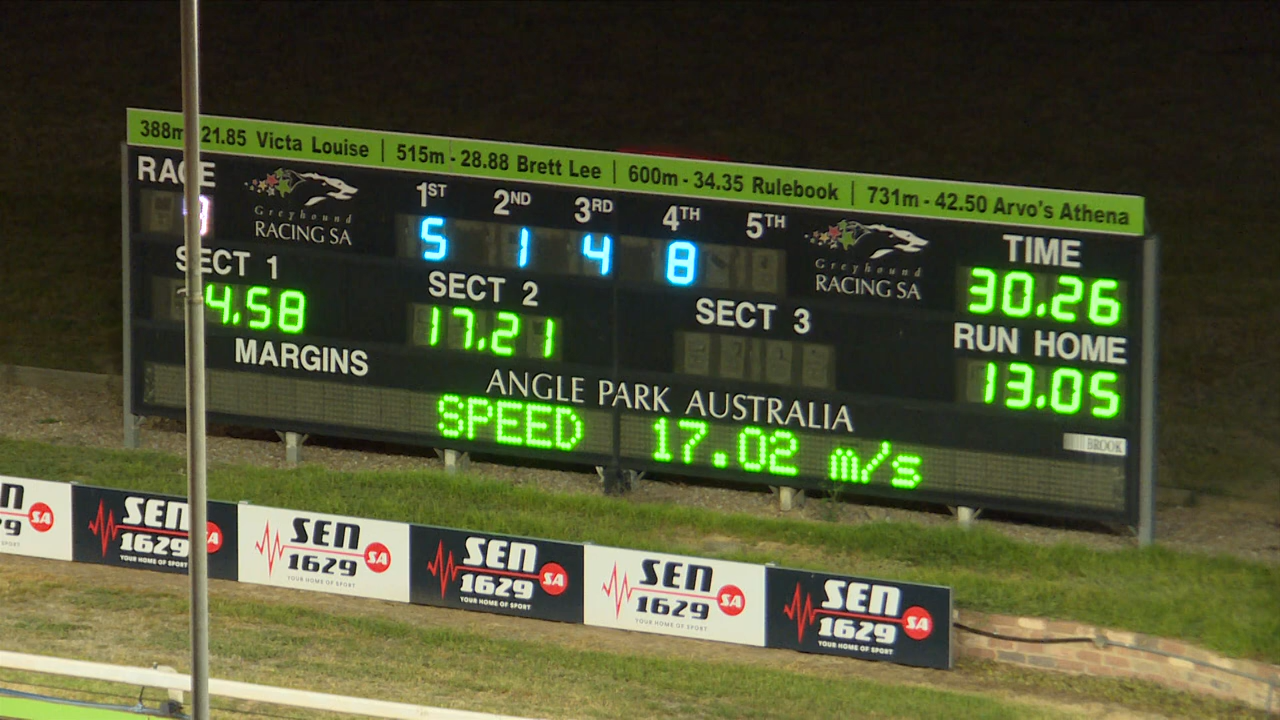 388m 21.85 Victa Louise | 515m - 28.88 Brett Lee | 600m - 34.35 Rulebook | 731m - 42.50 Arvo's Athena
RACE
Greyhound
RACING SA
1ST 2ND 3RD 4TH 5TH
5 1 4 8
Greyhound
RACING SA
TIME
30.26
SECT 1
4.58
SECT 2
17.21
SECT 3
RUN HOME
13.05
MARGINS
ANGLE PARK AUSTRALIA
SPEED 17.02 m/s
BROOK
SEN
1629
SA
YOUR HOME OF SPORT
SEN
1629
SA
YOUR HOME OF SPORT
SEN
1629
SA
YOUR HOME OF SPORT
SEN
1629
SA
YOUR HOME OF SPORT
SEN
1629
SA
YOUR HOME OF SPORT